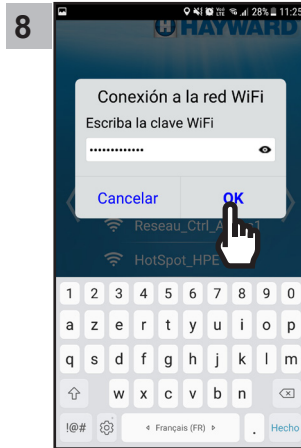 8
28% 11:25
HAYWARD
Conexión a la red WiFi
Escriba la clave WiFi
•••••••••••••
Cancelar OK
HotSpot_HPE
1 2 3 4 5 6 7 8 9 0
a z e r t y u i o p
q s d f g h j k l m
w x c v b n
!@# Français (FR) . Hecho